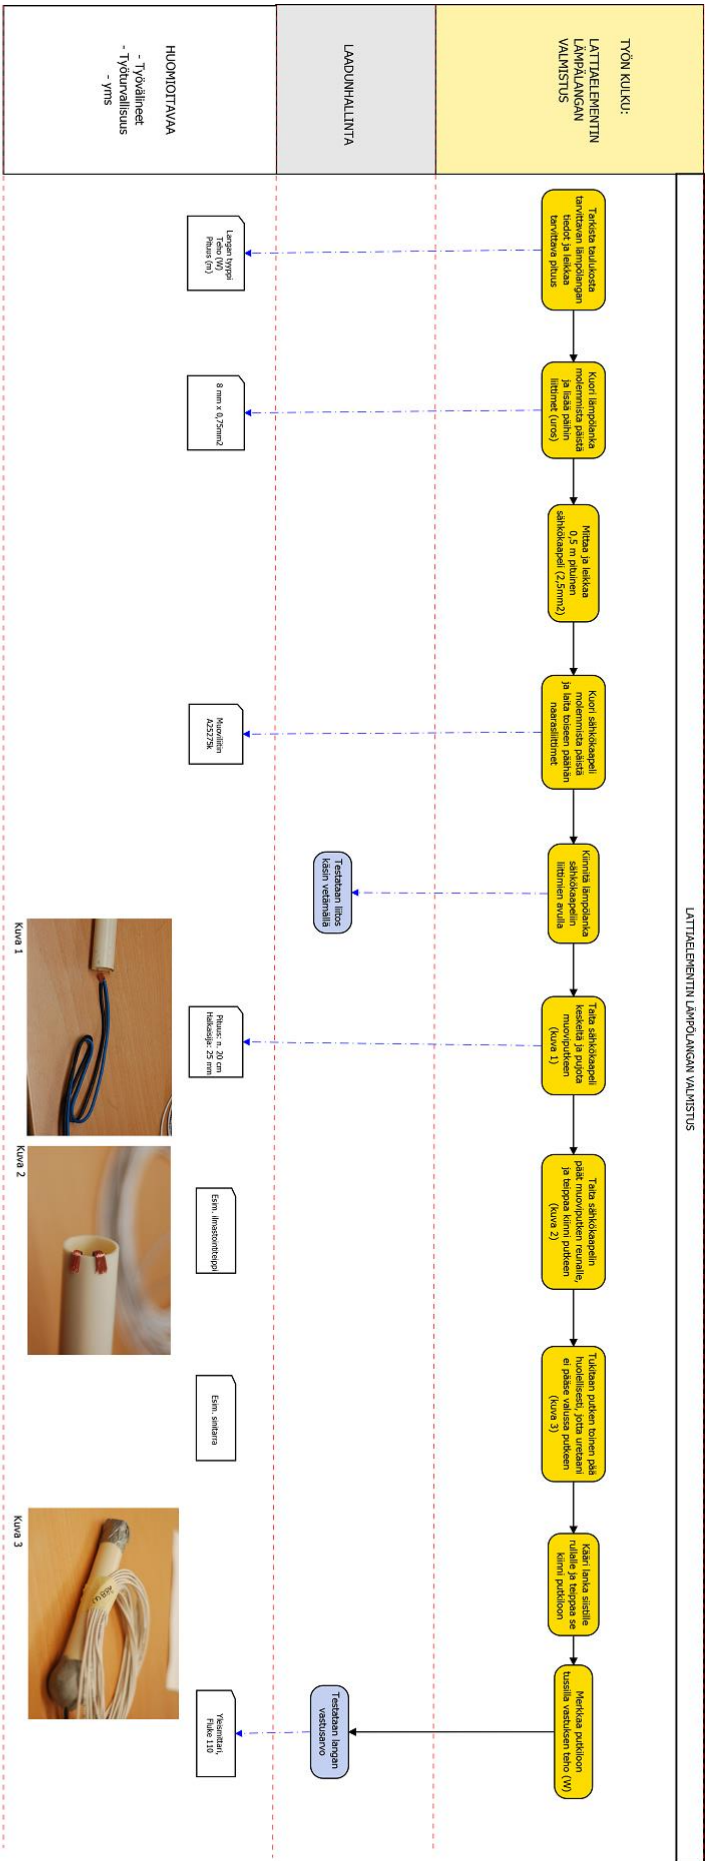 LATTIAELEMENTIN LÄMPÖLANGAN VALMISTUS
TYÖN KULKU:
LATTIAELEMENTIN
LÄMPÄLANGAN
VALMISTUS
Tarkista taulukosta
tarvittavan lämpölangan
tiedot ja leikkaa
tarvittava pituus
Kuori lämpölanka
molemmista päistä
ja lisää päihin
liittimet (uros)
Mittaa ja leikkaa
0,5 m pituinen
sähkökaapeli (2,5mm2)
Kuori sähkökaapeli
molemmista päistä
ja laita toiseen päähän
naarasliittimet
Kiinnitä lämpölanka
sähkökaapeliin
liittimien avulla
Taita sähkökaapeli
keskeltä ja pujota
muoviputkeen
(kuva 1)
Taita sähkökaapelin
päät muoviputken reunalle,
ja teippaa kiinni putkeen
(kuva 2)
Tukitaan putken toinen pää
huolellisesti, jotta uretaani
ei pääse valussa putkeen
(kuva 3)
Kääri lanka siistille
rullalle ja teippaa se
kiinni putkiloon
Merkkaa putkiloon
tussilla vastuksen teho (W)
LAADUNHALLINTA
Testataan liitos
käsin vetämällä
Testataan langan
vastusarvo
HUOMIOITAVAA
- Työvälineet
- Työturvallisuus
- yms
Langan tyyppi
Teho (W)
Pituus (m)
8 mm x 0,75mm2
Muoviliitin
A2527SK
Pituus: n. 20 cm
Halkaisija: 25 mm
Esim. ilmastointiteippi
Esim. sinitarra
Yleismittari,
Fluke 110
Kuva 1
Kuva 2
Kuva 3